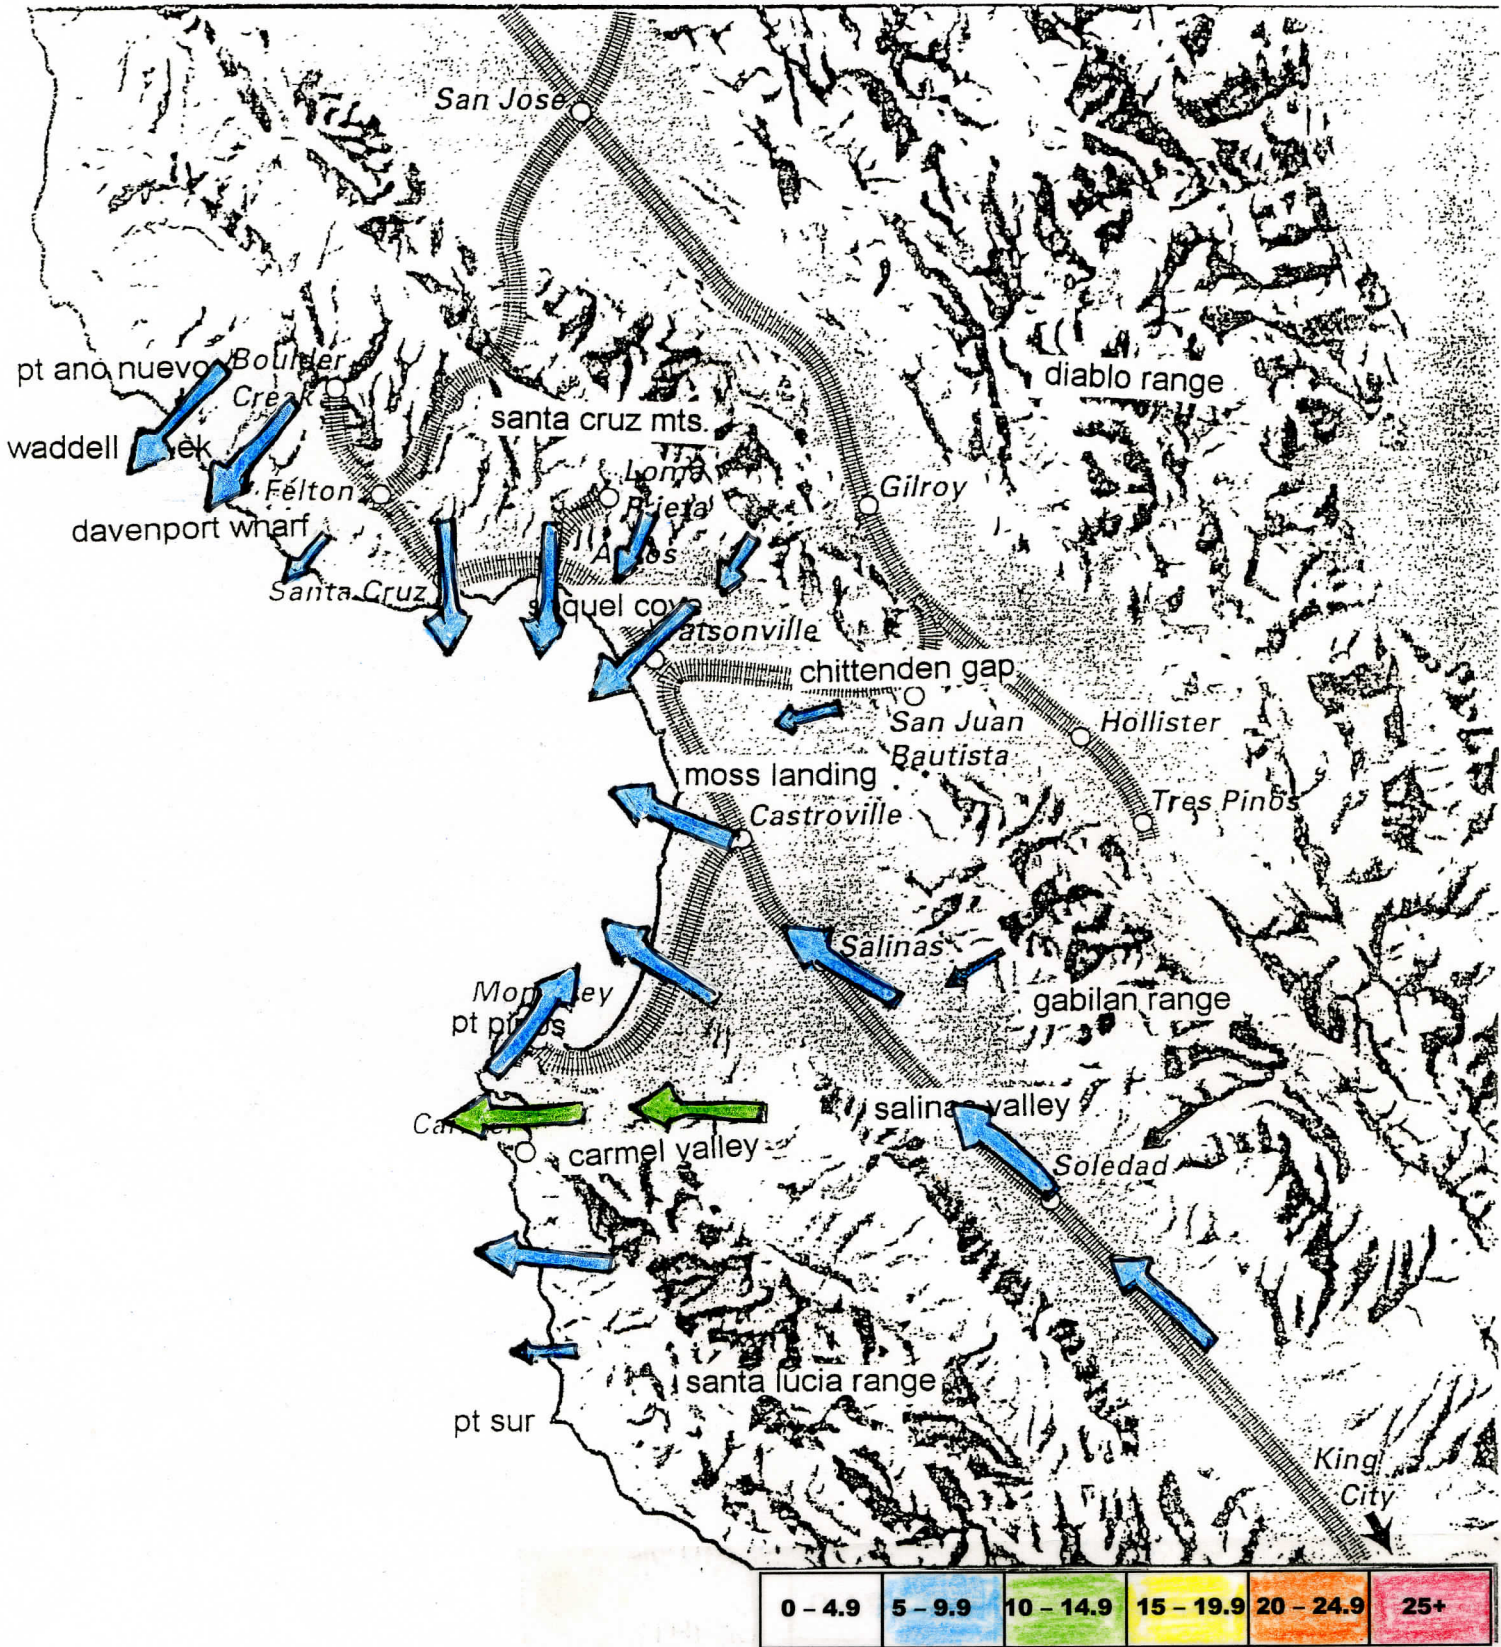 San Jose
pt ano nuevo
Boulder
Creek
diablo range
santa cruz mts.
waddell
Loma
Prieta
Felton
Gilroy
davenport wharf
Santa Cruz
soquel cove
Watsonville
chittenden gap
San Juan
Bautista
Hollister
moss landing
Castroville
Tres Pinos
Salinas
Monterey
pt pinos
gabilan range
salinas valley
carmel valley
Soledad
santa lucia range
pt sur
King
City
0 – 4.9
5 – 9.9
10 – 14.9
15 – 19.9
20 – 24.9
25+